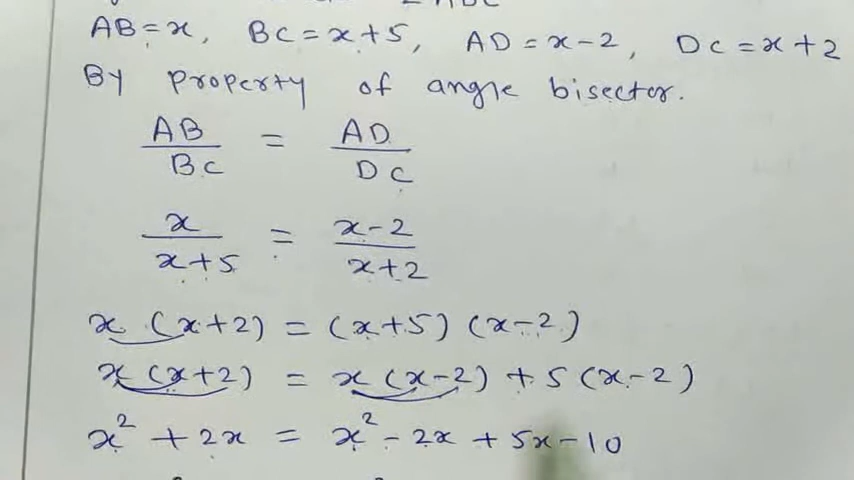 AB = x, BC = x+5, AD = x-2, DC = x+2
By property of angle bisector.
AB/BC = AD/DC
x/x+5 = x-2/x+2
x (x+2) = (x+5) (x-2)
x (x+2) = x (x-2) + 5 (x-2)
x² + 2x = x² - 2x + 5x - 10